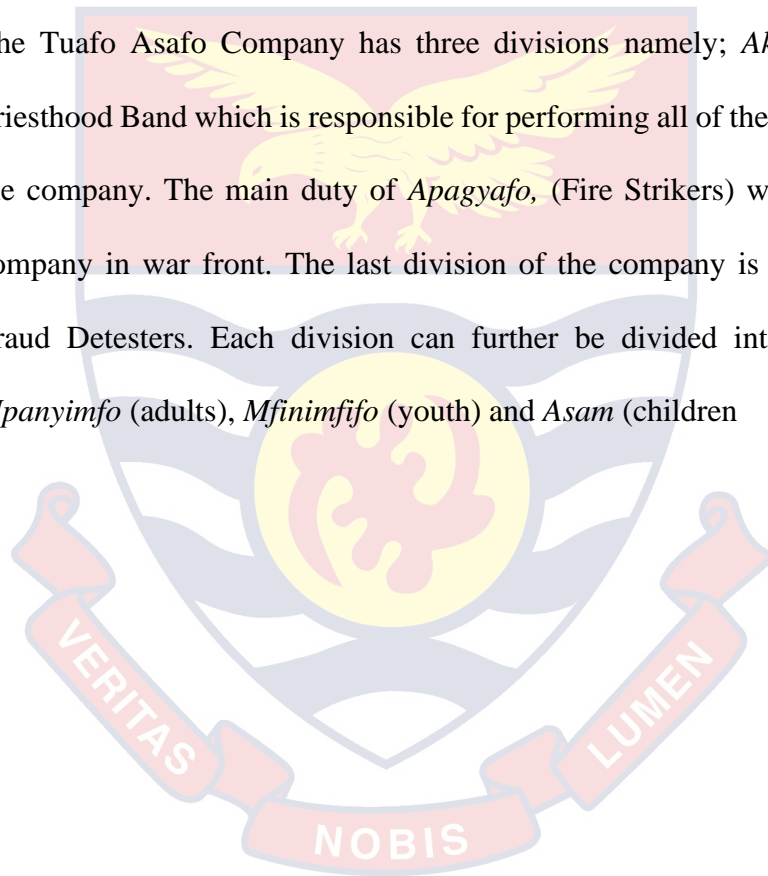 he Tuafo Asafo Company has three divisions namely; Ak
riesthood Band which is responsible for performing all of the
e company. The main duty of Apagyafo, (Fire Strikers) w
ompany in war front. The last division of the company is
raud Detesters. Each division can further be divided int
panyimfo (adults), Mfinimfifo (youth) and Asam (children
VERITAS
NOBIS
LUMEN